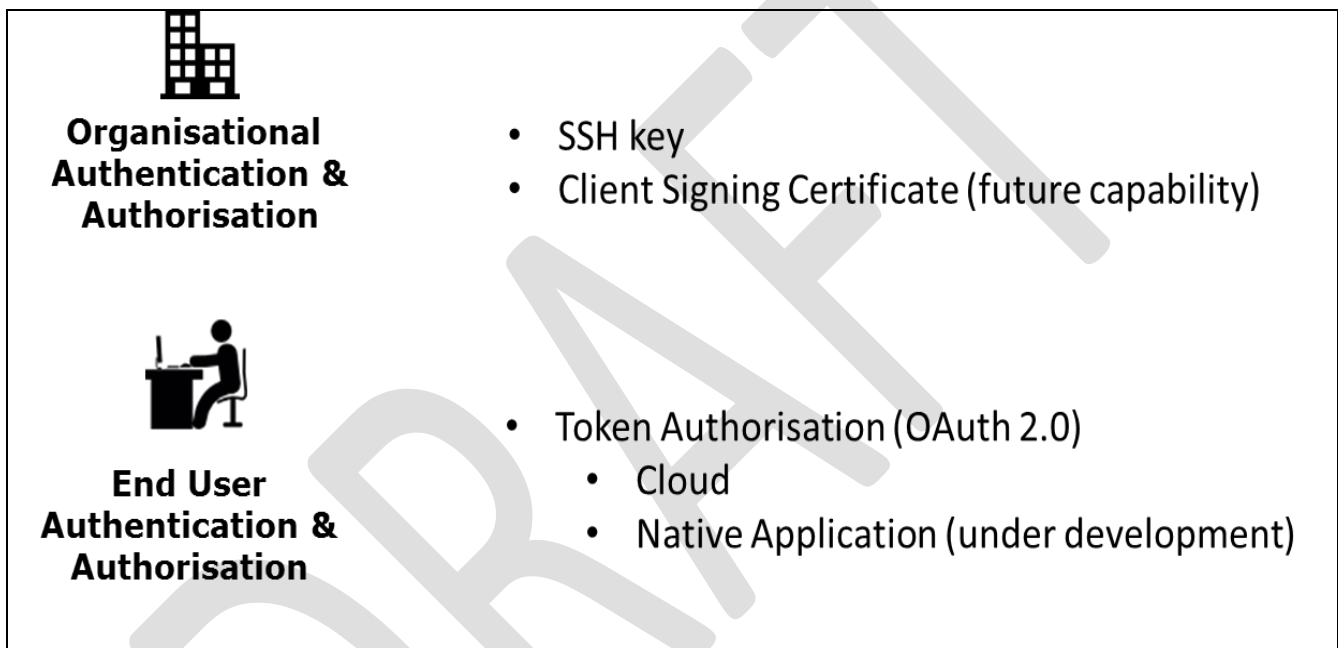 Organisational
Authentication &
Authorisation
• SSH key
• Client Signing Certificate (future capability)
End User
Authentication &
Authorisation
• Token Authorisation (OAuth 2.0)
• Cloud
• Native Application (under development)
DRAFT